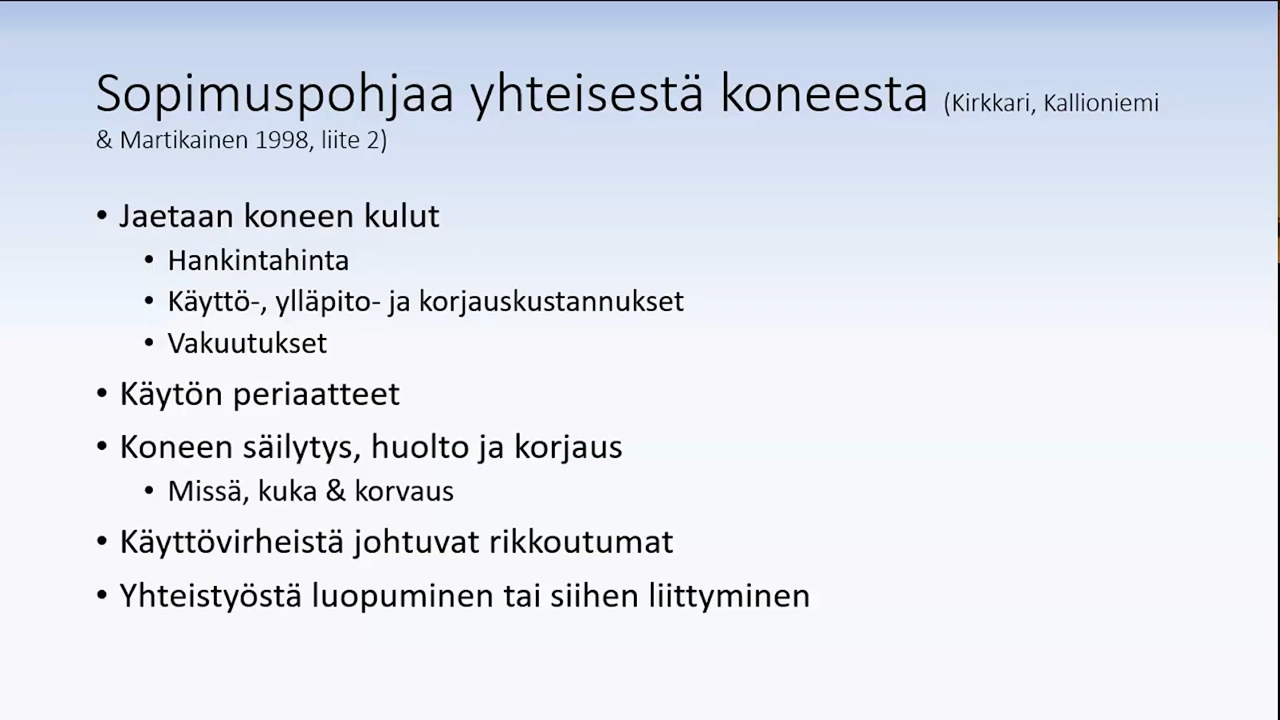 Sopimuspohjaa yhteisestä koneesta (Kirkkari, Kallioniemi
& Martikainen 1998, liite 2)
• Jaetaan koneen kulut
• Hankintahinta
• Käyttö-, ylläpito- ja korjauskustannukset
• Vakuutukset
• Käytön periaatteet
• Koneen säilytys, huolto ja korjaus
• Missä, kuka & korvaus
• Käyttövirheistä johtuvat rikkoutumat
• Yhteistyöstä luopuminen tai siihen liittyminen